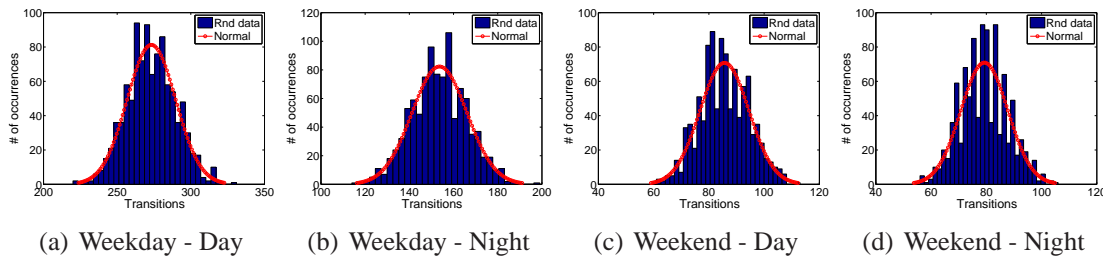 100
80
60
40
20
0
# of occurrences
200
250
300
350
Transitions
Rnd data
Normal
(a) Weekday - Day
120
100
80
60
40
20
0
# of occurrences
100
120
140
160
180
200
Transitions
Rnd data
Normal
(b) Weekday - Night
100
80
60
40
20
0
# of occurrences
40
60
80
100
120
Transitions
Rnd data
Normal
(c) Weekend - Day
100
80
60
40
20
0
# of occurrences
40
60
80
100
120
Transitions
Rnd data
Normal
(d) Weekend - Night